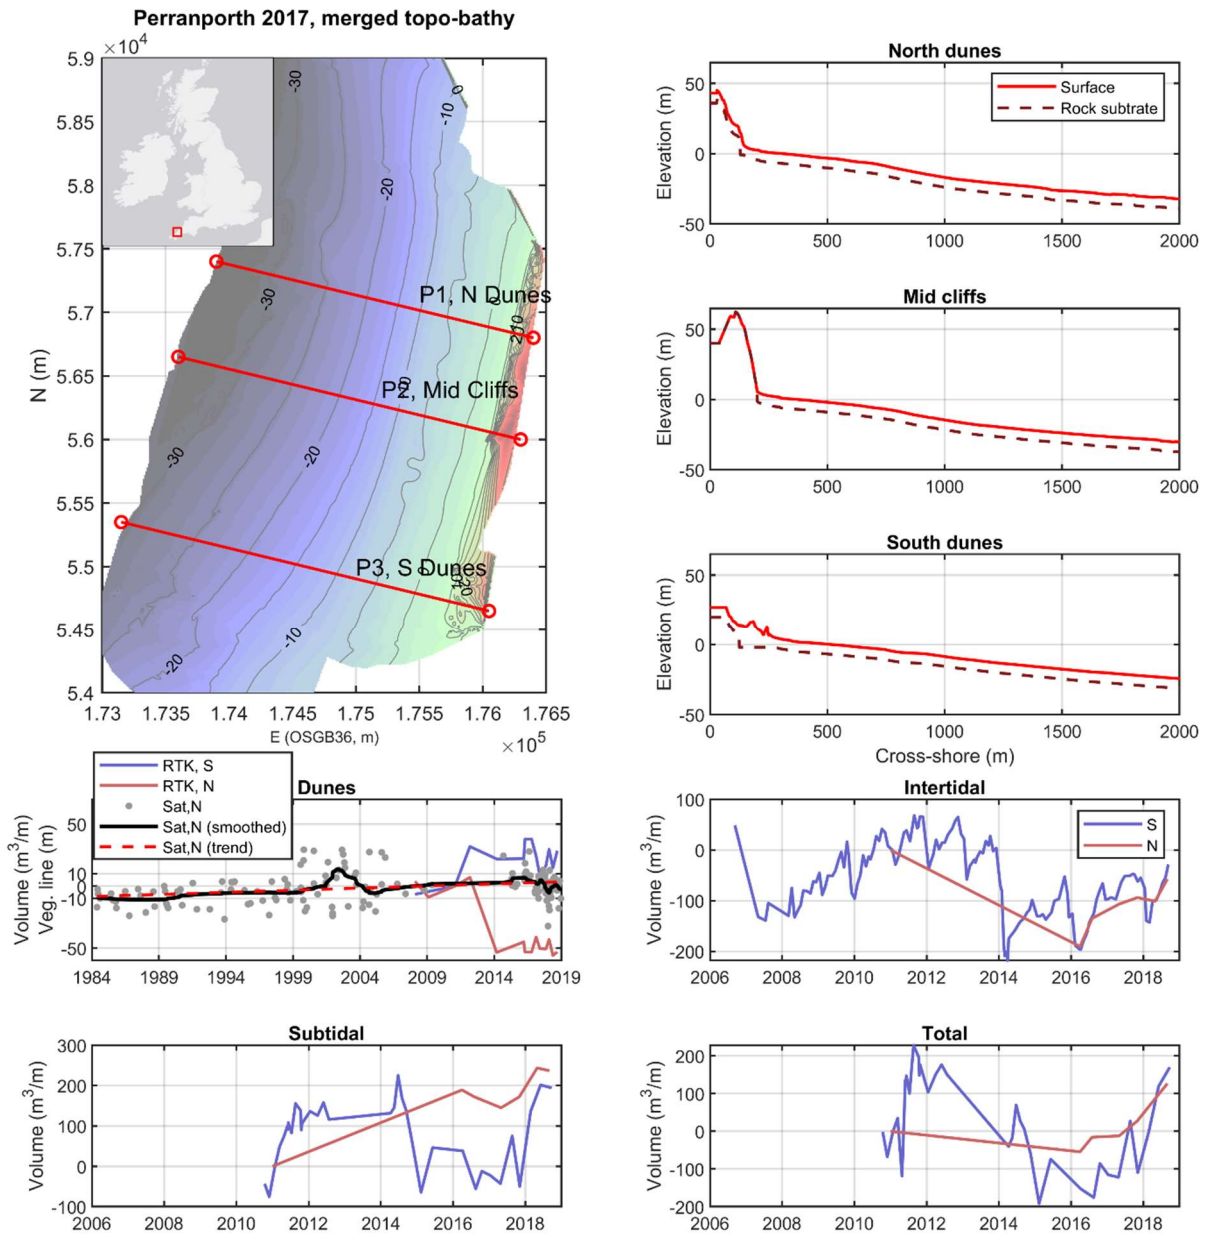 Perranporth 2017, merged topo-bathy
×10⁴
5.9
5.85
5.8
5.75
5.7
5.65
5.6
5.55
5.5
5.45
5.4
N (m)
-30
-10
0
-20
-30
P1, N Dunes
0
P2, Mid Cliffs
-30
-20
P3, S Dunes
0
-10
-20
1.73 1.735 1.74 1.745 1.75 1.755 1.76 1.765
E (OSGB36, m)
×10⁵
North dunes
Surface
Rock subtrate
Elevation (m)
50
0
-50
0 500 1000 1500 2000
Mid cliffs
Elevation (m)
50
0
-50
0 500 1000 1500 2000
South dunes
Elevation (m)
50
0
-50
0 500 1000 1500 2000
Cross-shore (m)
Dunes
RTK, S
RTK, N
Sat,N
Sat,N (smoothed)
Sat,N (trend)
Volume (m³/m)
Veg. line (m)
50
10
0
-10
-50
1984 1989 1994 1999 2004 2009 2014 2019
Intertidal
S
N
Volume (m³/m)
100
0
-100
-200
2006 2008 2010 2012 2014 2016 2018
Subtidal
Volume (m³/m)
300
200
100
0
-100
2006 2008 2010 2012 2014 2016 2018
Total
Volume (m³/m)
200
100
0
-100
-200
2006 2008 2010 2012 2014 2016 2018